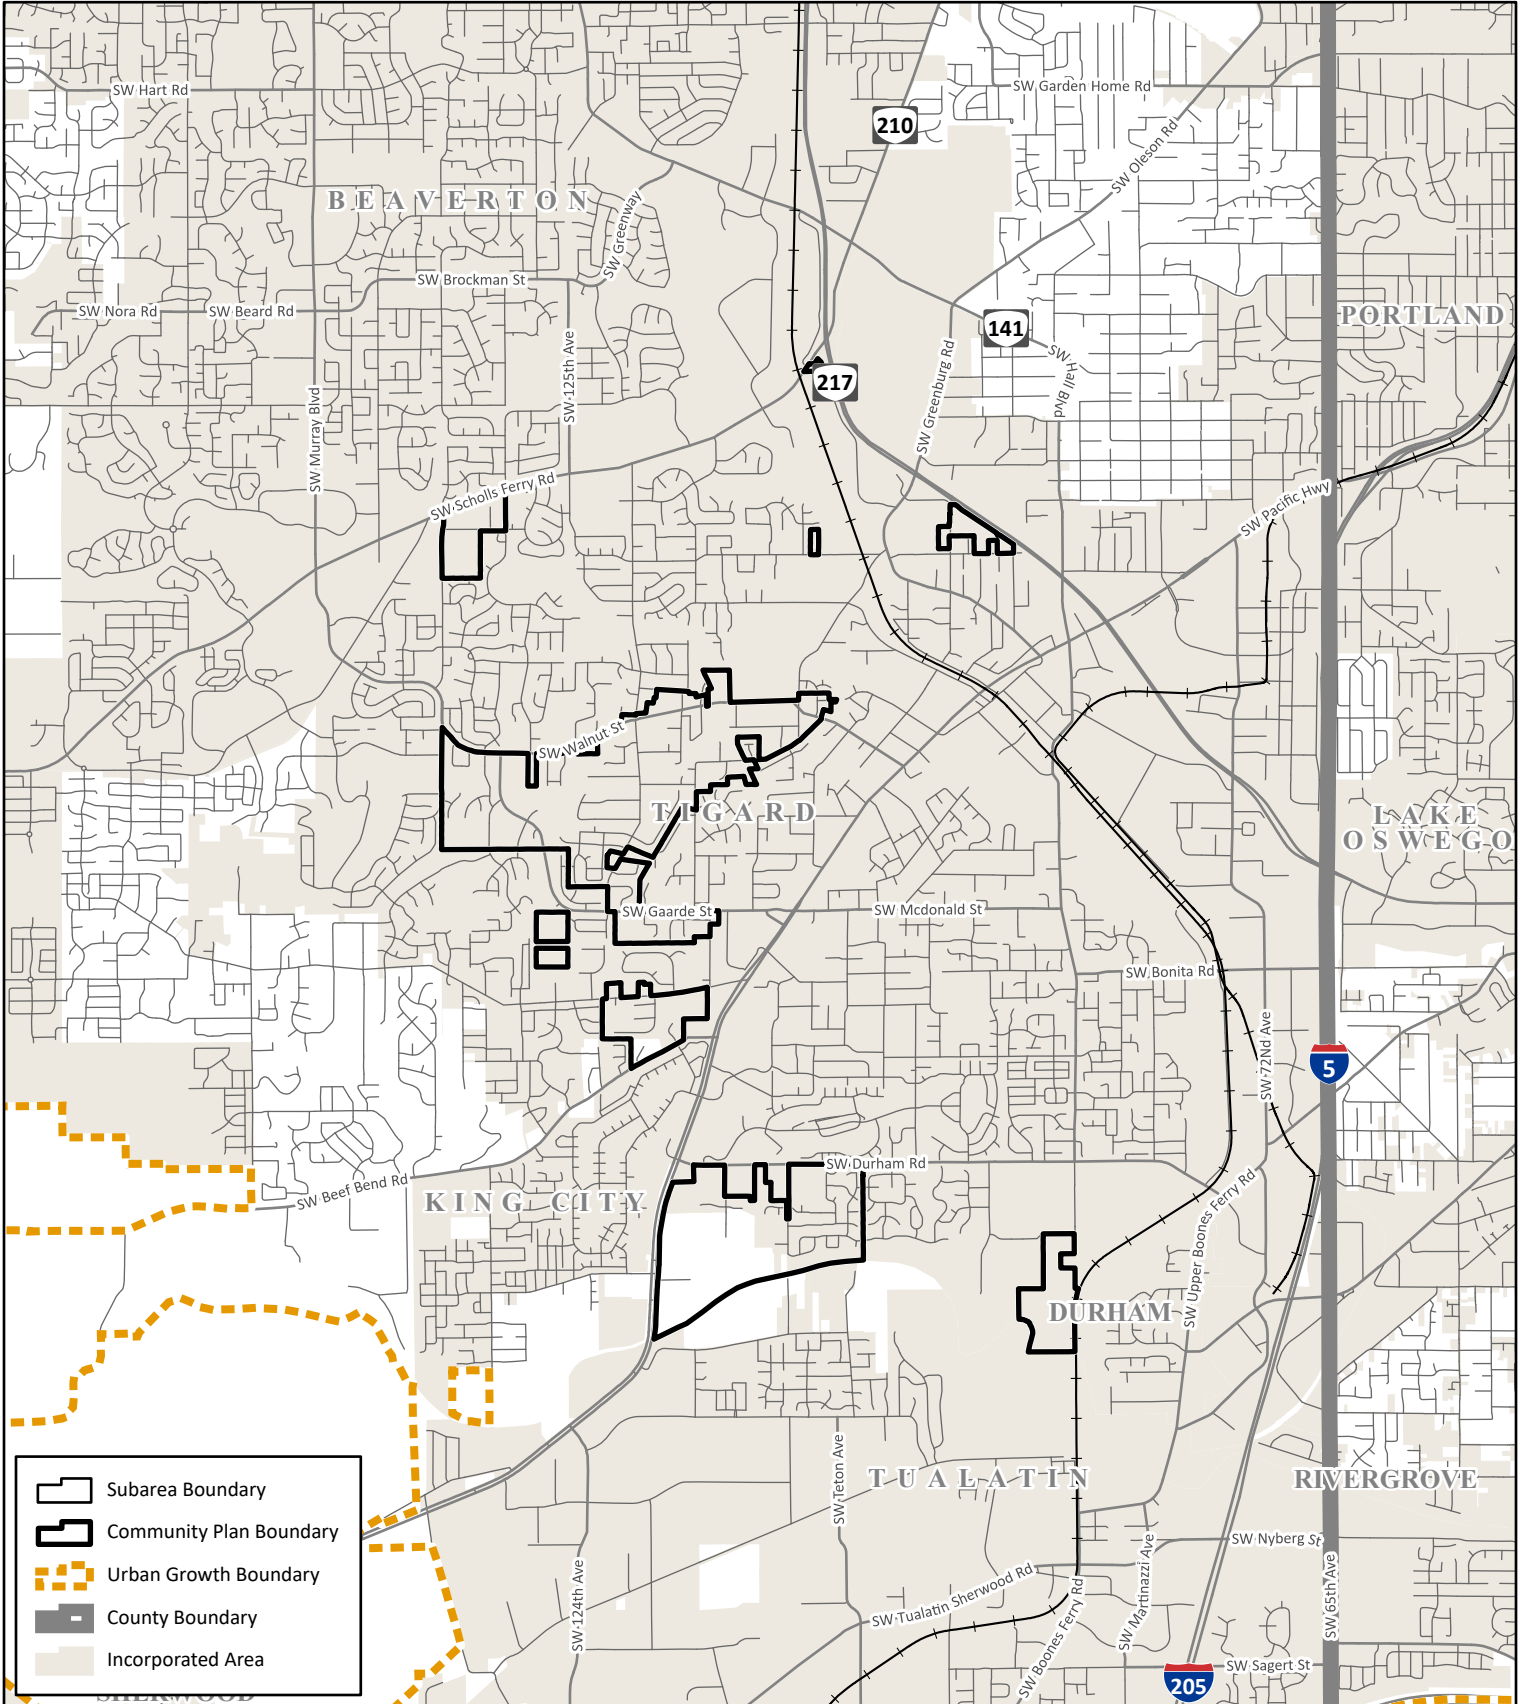 SW Hart Rd
SW Garden Home Rd
210
SW Oleson Rd
BEAVERTON
SW Greenway
SW Brockman St
SW Nora Rd
SW Beard Rd
PORTLAND
141
SW Hall Blvd
SW 125th Ave
SW Greenburg Rd
217
SW Murray Blvd
SW Scholls Ferry Rd
SW Pacific Hwy
SW Walnut St
TIGARD
LAKE
OSWEGO
SW Gaarde St
SW Mcdonald St
SW Bonita Rd
SW 72Nd Ave
5
SW Durham Rd
SW Beef Bend Rd
KING CITY
SW Upper Boones Ferry Rd
DURHAM
SW Teton Ave
TUALATIN
RIVERGROVE
SW Nyberg St
SW Martinazzi Ave
SW Tualatin Sherwood Rd
SW 124th Ave
SW Boones Ferry Rd
SW 65th Ave
SW Sagert St
205
Subarea Boundary
Community Plan Boundary
Urban Growth Boundary
County Boundary
Incorporated Area
SHERWOOD